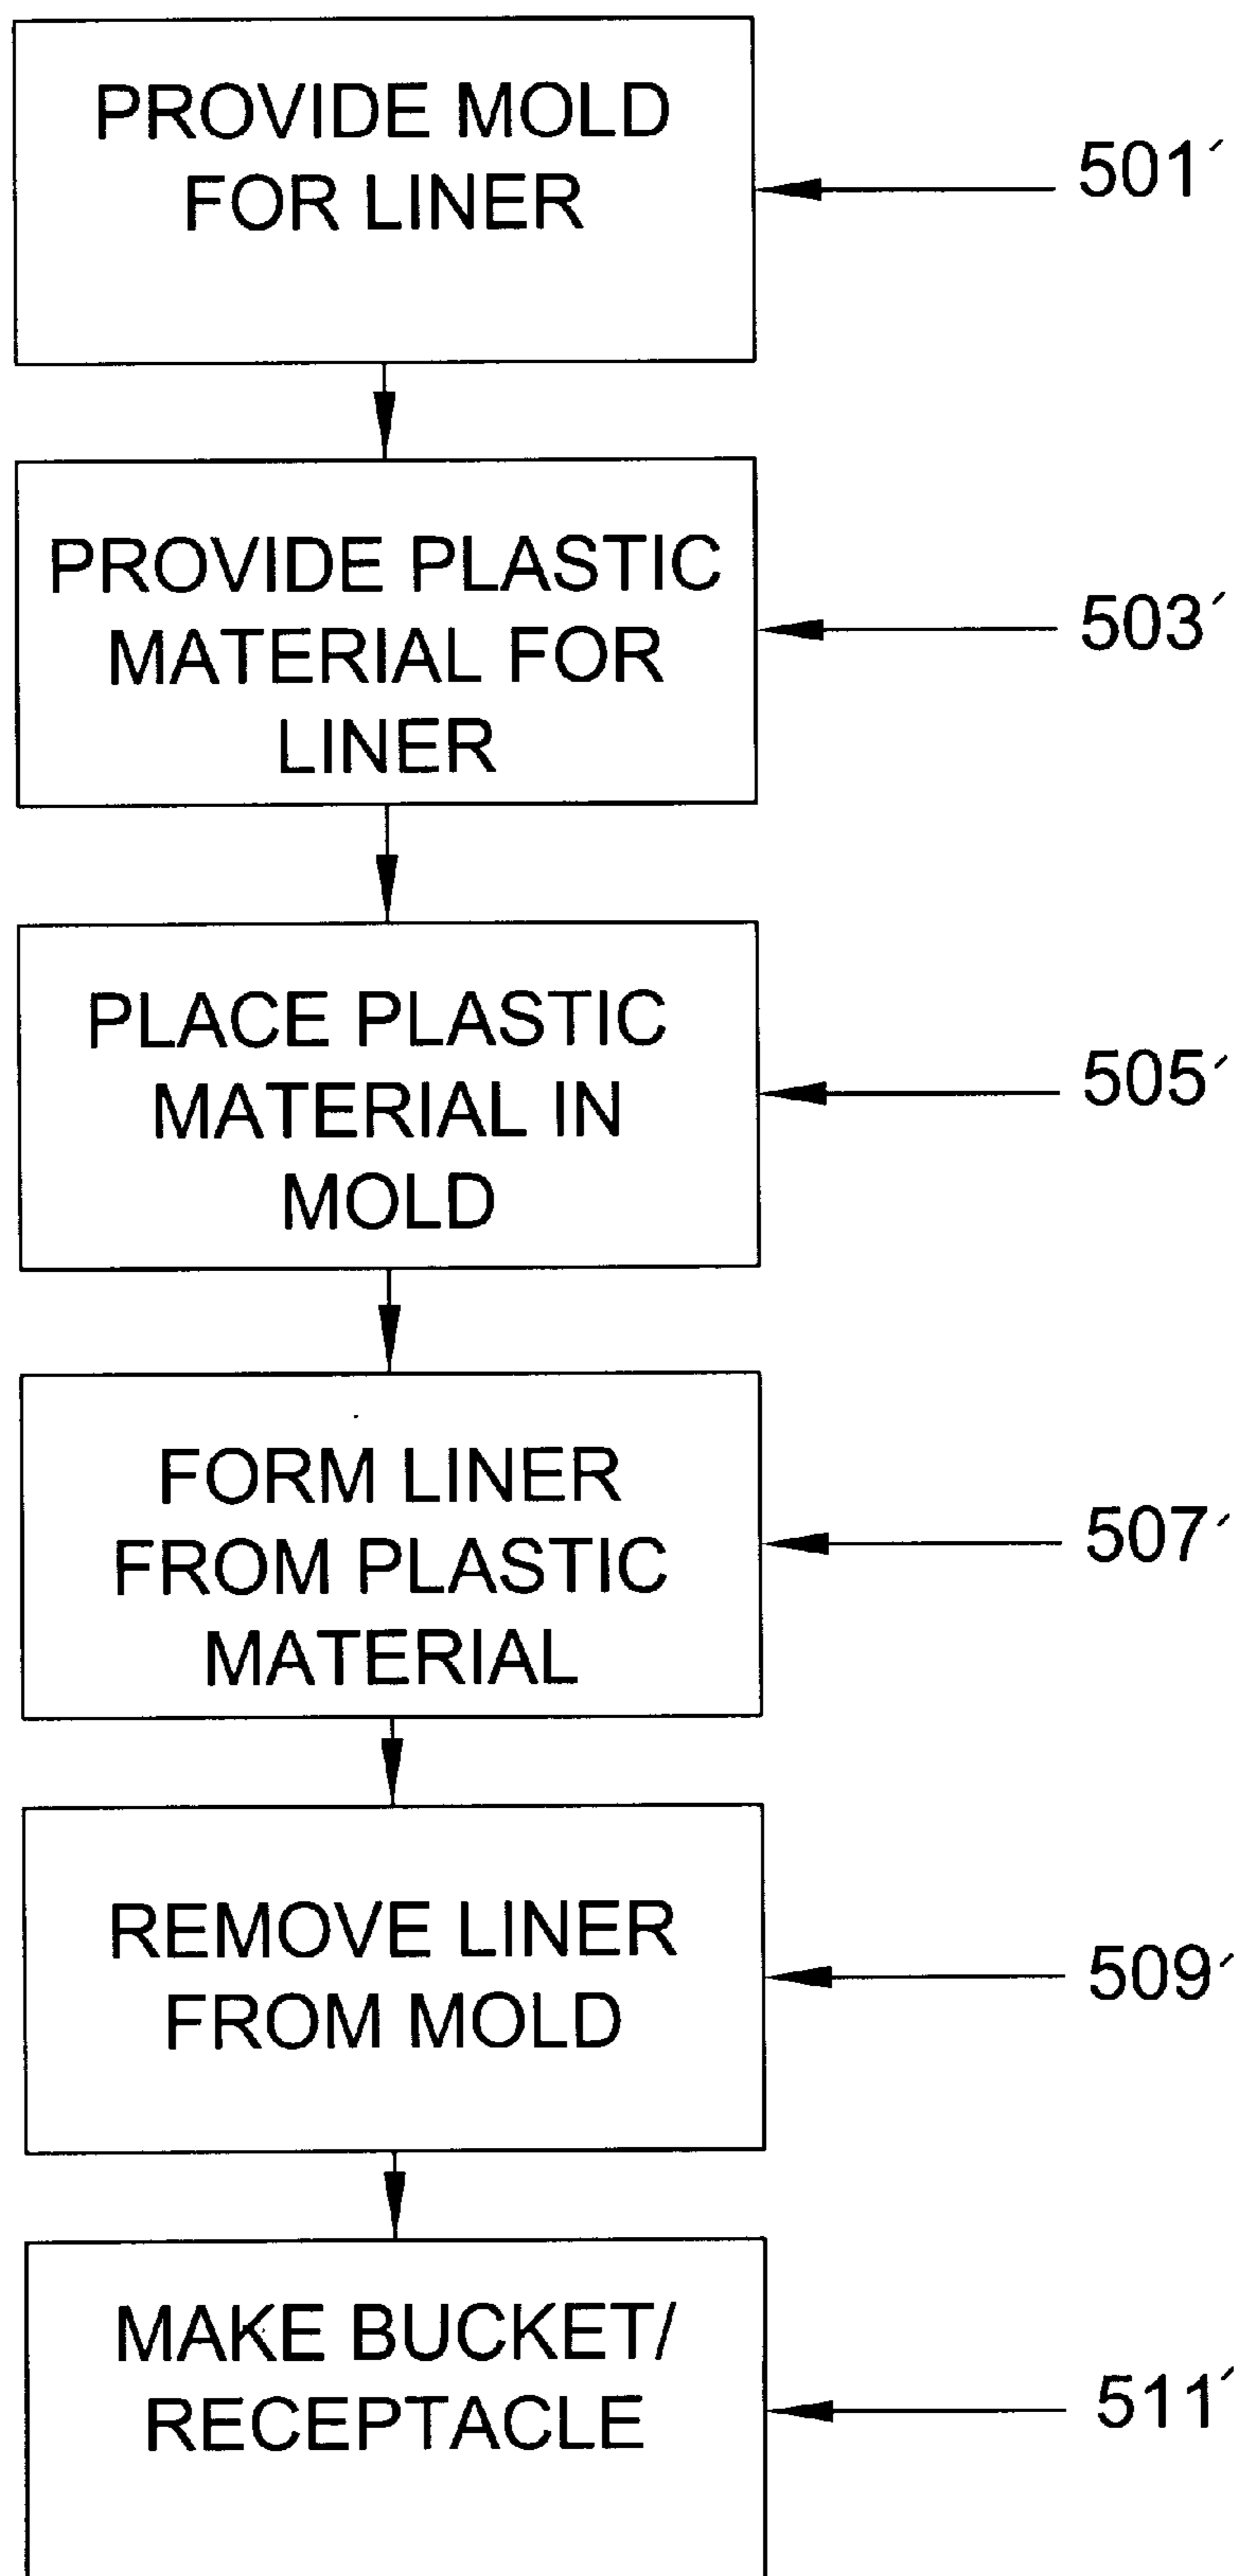 PROVIDE MOLD
FOR LINER
501´
PROVIDE PLASTIC
MATERIAL FOR
LINER
503´
PLACE PLASTIC
MATERIAL IN
MOLD
505´
FORM LINER
FROM PLASTIC
MATERIAL
507´
REMOVE LINER
FROM MOLD
509´
MAKE BUCKET/
RECEPTACLE
511´